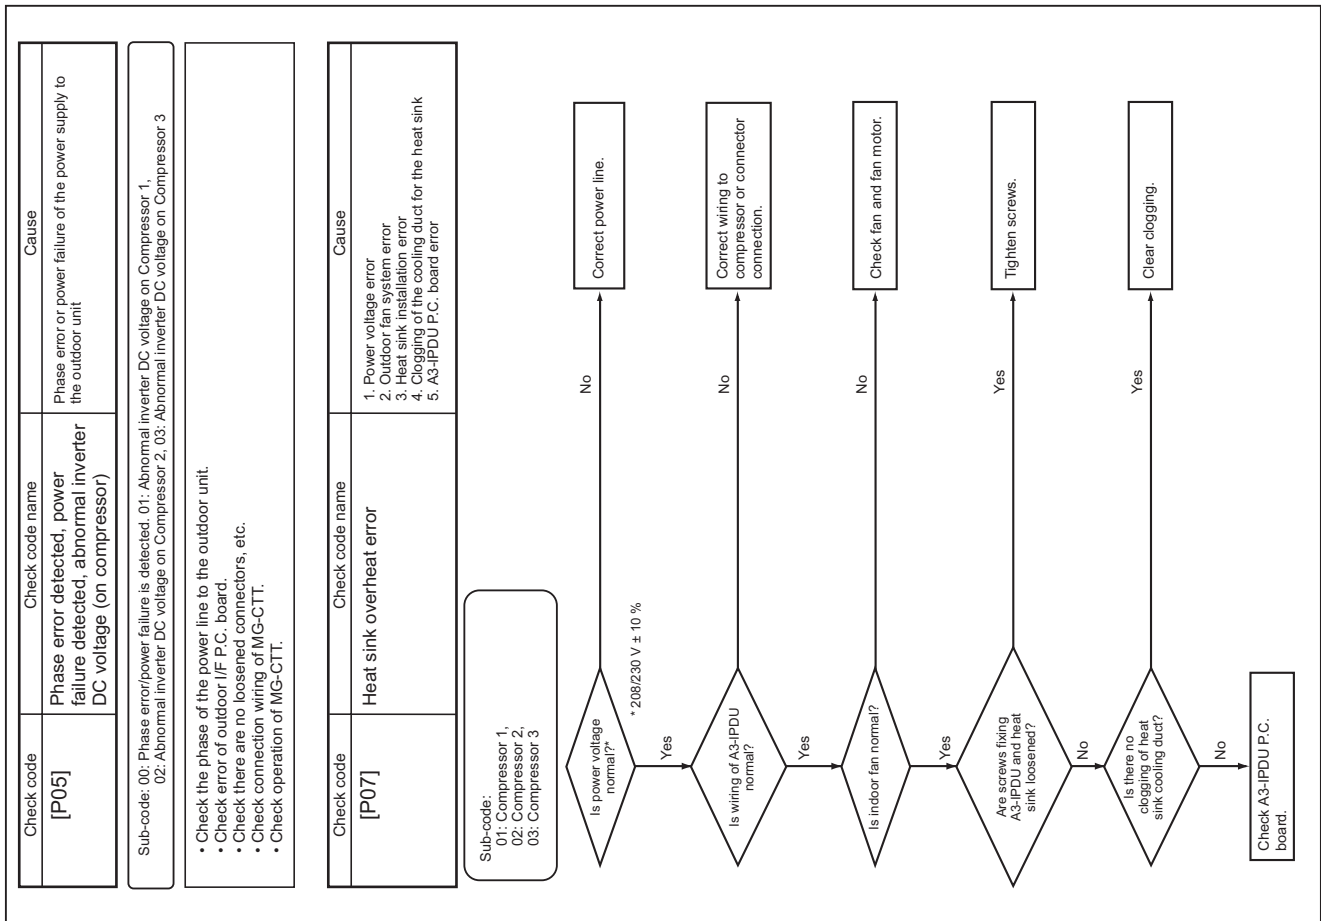 Check code
Check code name
Cause
[P05]
Phase error detected, power
failure detected, abnormal inverter
DC voltage (on compressor)
Phase error or power failure of the power supply to
the outdoor unit
Sub-code: 00: Phase error/power failure is detected. 01: Abnormal inverter DC voltage on Compressor 1,
02: Abnormal inverter DC voltage on Compressor 2, 03: Abnormal inverter DC voltage on Compressor 3
• Check the phase of the power line to the outdoor unit.
• Check error of outdoor I/F P.C. board.
• Check there are no loosened connectors, etc.
• Check connection wiring of MG-CTT.
• Check operation of MG-CTT.
Check code
Check code name
Cause
[P07]
Heat sink overheat error
1. Power voltage error
2. Outdoor fan system error
3. Heat sink installation error
4. Clogging of the cooling duct for the heat sink
5. A3-IPDU P.C. board error
Sub-code:
01: Compressor 1,
02: Compressor 2,
03: Compressor 3
Is power voltage
normal?*
No
Correct power line.
* 208/230 V ± 10 %
Yes
Is wiring of A3-IPDU
normal?
No
Correct wiring to
compressor or connector
connection.
Yes
Is indoor fan normal?
No
Check fan and fan motor.
Yes
Are screws fixing
A3-IPDU and heat
sink loosened?
Yes
Tighten screws.
No
Is there no
clogging of heat
sink cooling duct?
Yes
Clear clogging.
No
Check A3-IPDU P.C.
board.